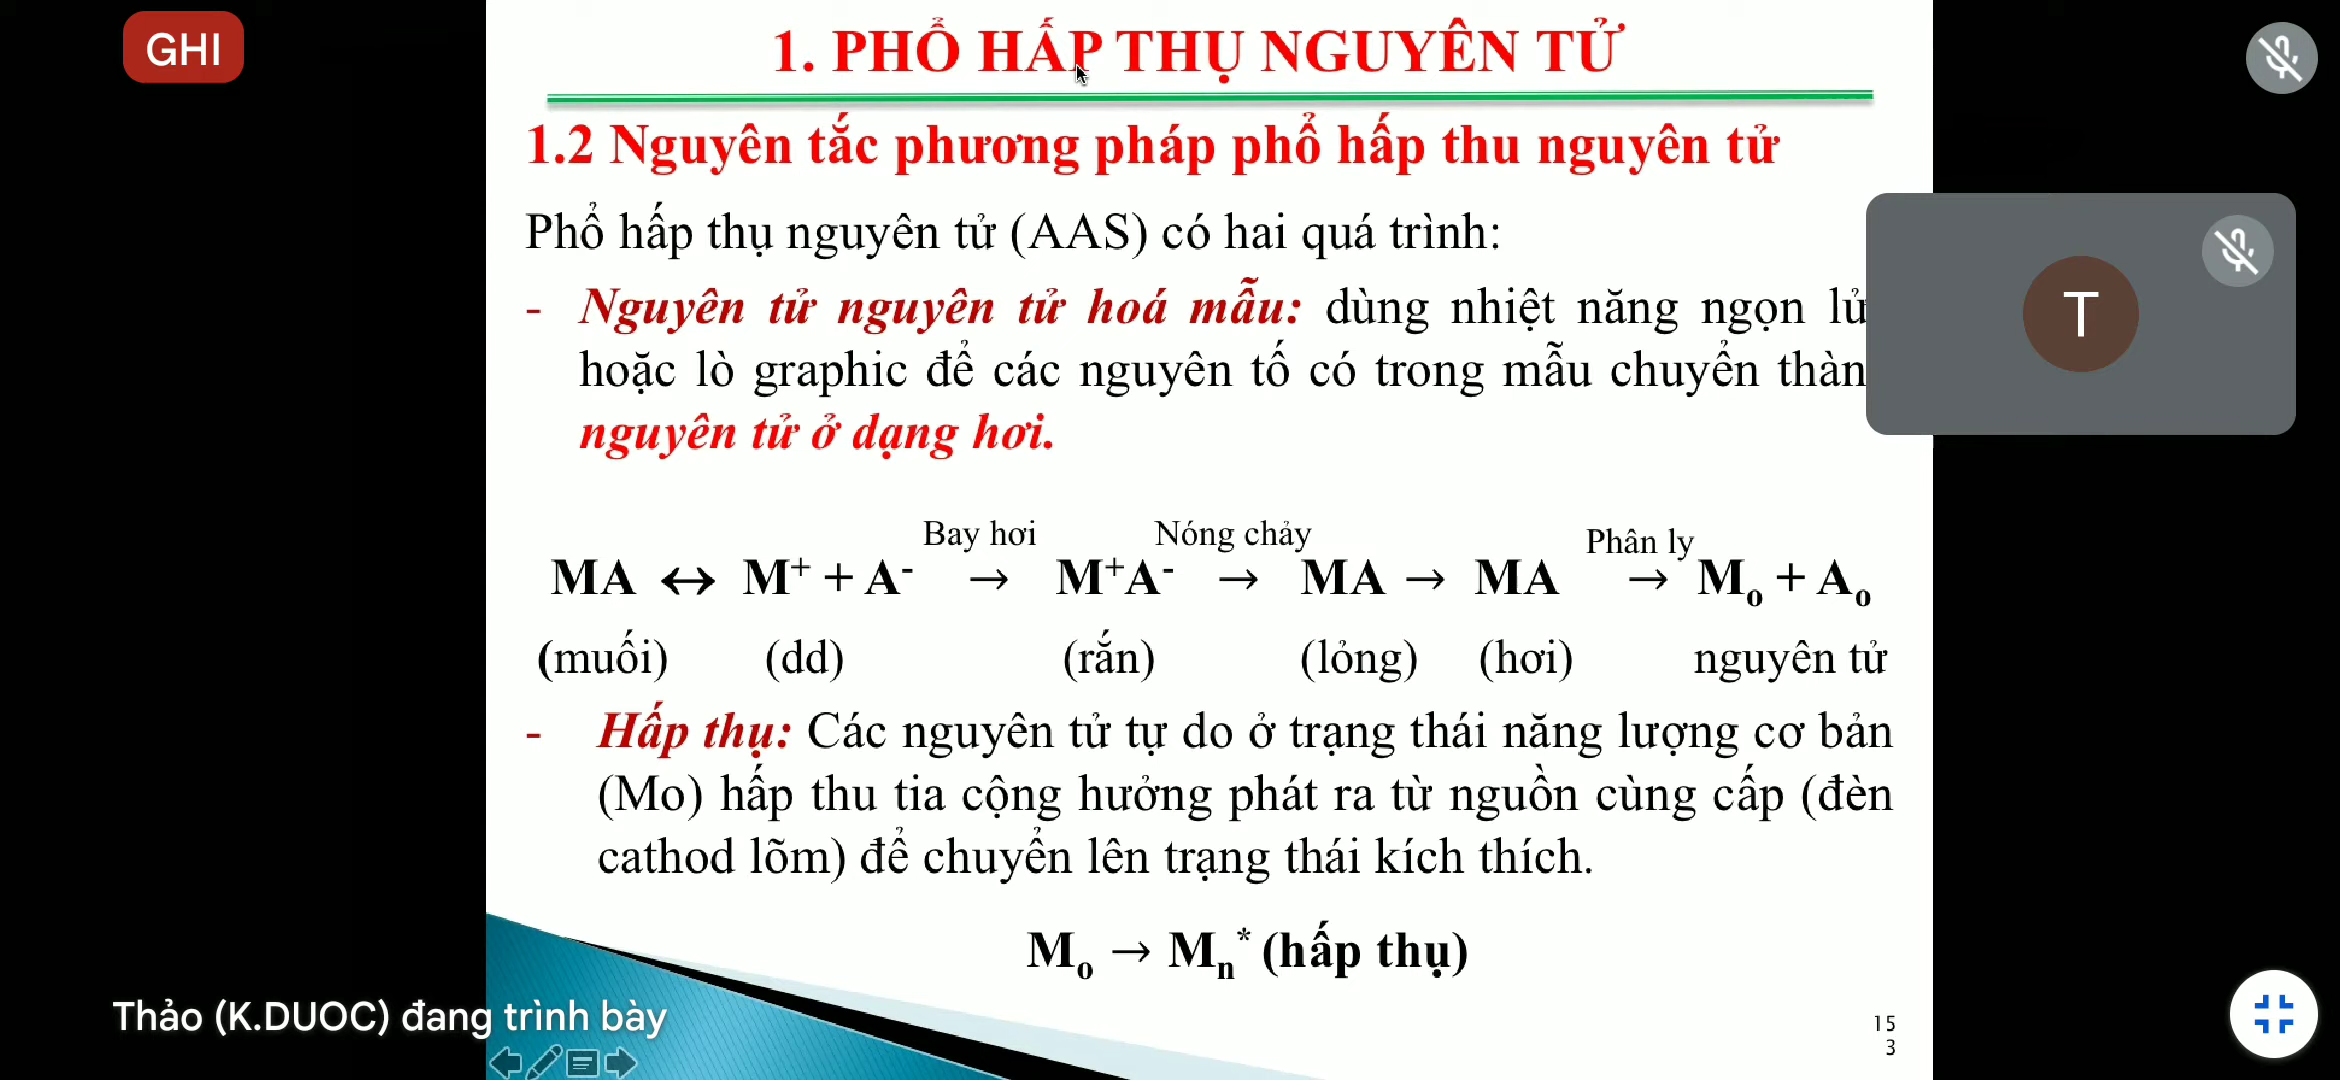 GHI
1. PHỔ HẤP THỤ NGUYÊN TỬ
1.2 Nguyên tắc phương pháp phổ hấp thu nguyên tử
Phổ hấp thụ nguyên tử (AAS) có hai quá trình:
- Nguyên tử nguyên tử hoá mẫu: dùng nhiệt năng ngọn lử
hoặc lò graphic để các nguyên tố có trong mẫu chuyển thàn
nguyên tử ở dạng hơi.
T
Bay hơi Nóng chảy Phân ly
MA ↔ M⁺ + A⁻ → M⁺A⁻ → MA → MA → Mₒ + Aₒ
(muối) (dd) (rắn) (lỏng) (hơi) nguyên tử
- Hấp thụ: Các nguyên tử tự do ở trạng thái năng lượng cơ bản
(Mo) hấp thu tia cộng hưởng phát ra từ nguồn cùng cấp (đèn
cathod lõm) để chuyển lên trạng thái kích thích.
Mₒ → Mₙ* (hấp thụ)
Thảo (K.DUOC) đang trình bày
15
3